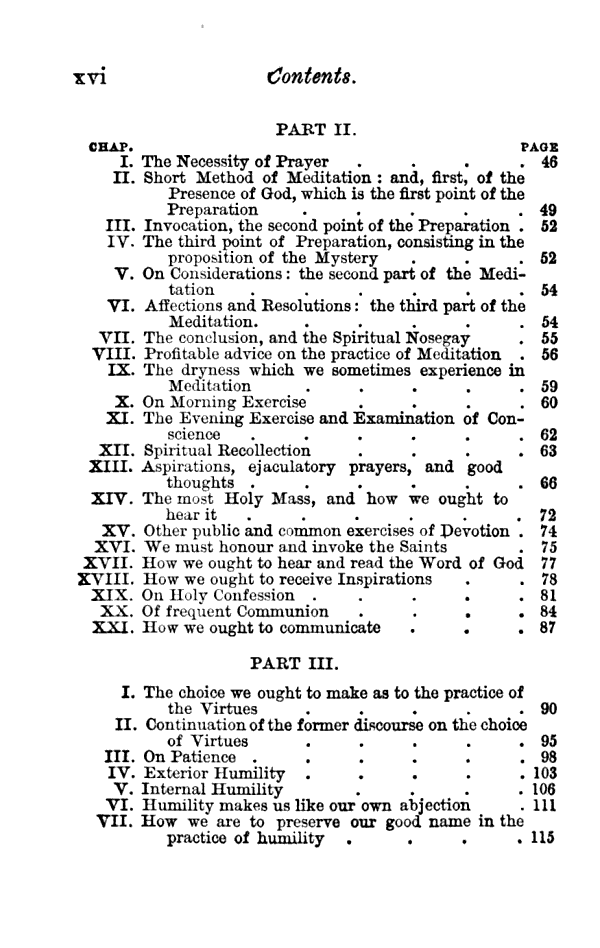 xvi Contents.
PART II.
CHAP. PAGE
I. The Necessity of Prayer . . . . 46
II. Short Method of Meditation : and, first, of the
Presence of God, which is the first point of the
Preparation . . . . . 49
III. Invocation, the second point of the Preparation . 52
IV. The third point of Preparation, consisting in the
proposition of the Mystery . . . 52
V. On Considerations : the second part of the Medi-
tation . . . . . . 54
VI. Affections and Resolutions : the third part of the
Meditation. . . . . . 54
VII. The conclusion, and the Spiritual Nosegay . 55
VIII. Profitable advice on the practice of Meditation . 56
IX. The dryness which we sometimes experience in
Meditation . . . . . 59
X. On Morning Exercise . . . . 60
XI. The Evening Exercise and Examination of Con-
science . . . . . . 62
XII. Spiritual Recollection . . . . 63
XIII. Aspirations, ejaculatory prayers, and good
thoughts . . . . . . 66
XIV. The most Holy Mass, and how we ought to
hear it . . . . . . 72
XV. Other public and common exercises of Devotion . 74
XVI. We must honour and invoke the Saints . 75
XVII. How we ought to hear and read the Word of God 77
XVIII. How we ought to receive Inspirations . . 78
XIX. On Holy Confession . . . . . 81
XX. Of frequent Communion . . . . 84
XXI. How we ought to communicate . . . 87
PART III.
I. The choice we ought to make as to the practice of
the Virtues . . . . . 90
II. Continuation of the former discourse on the choice
of Virtues . . . . . 95
III. On Patience . . . . . . 98
IV. Exterior Humility . . . . . 103
V. Internal Humility . . . . 106
VI. Humility makes us like our own abjection . 111
VII. How we are to preserve our good name in the
practice of humility . . . . 115